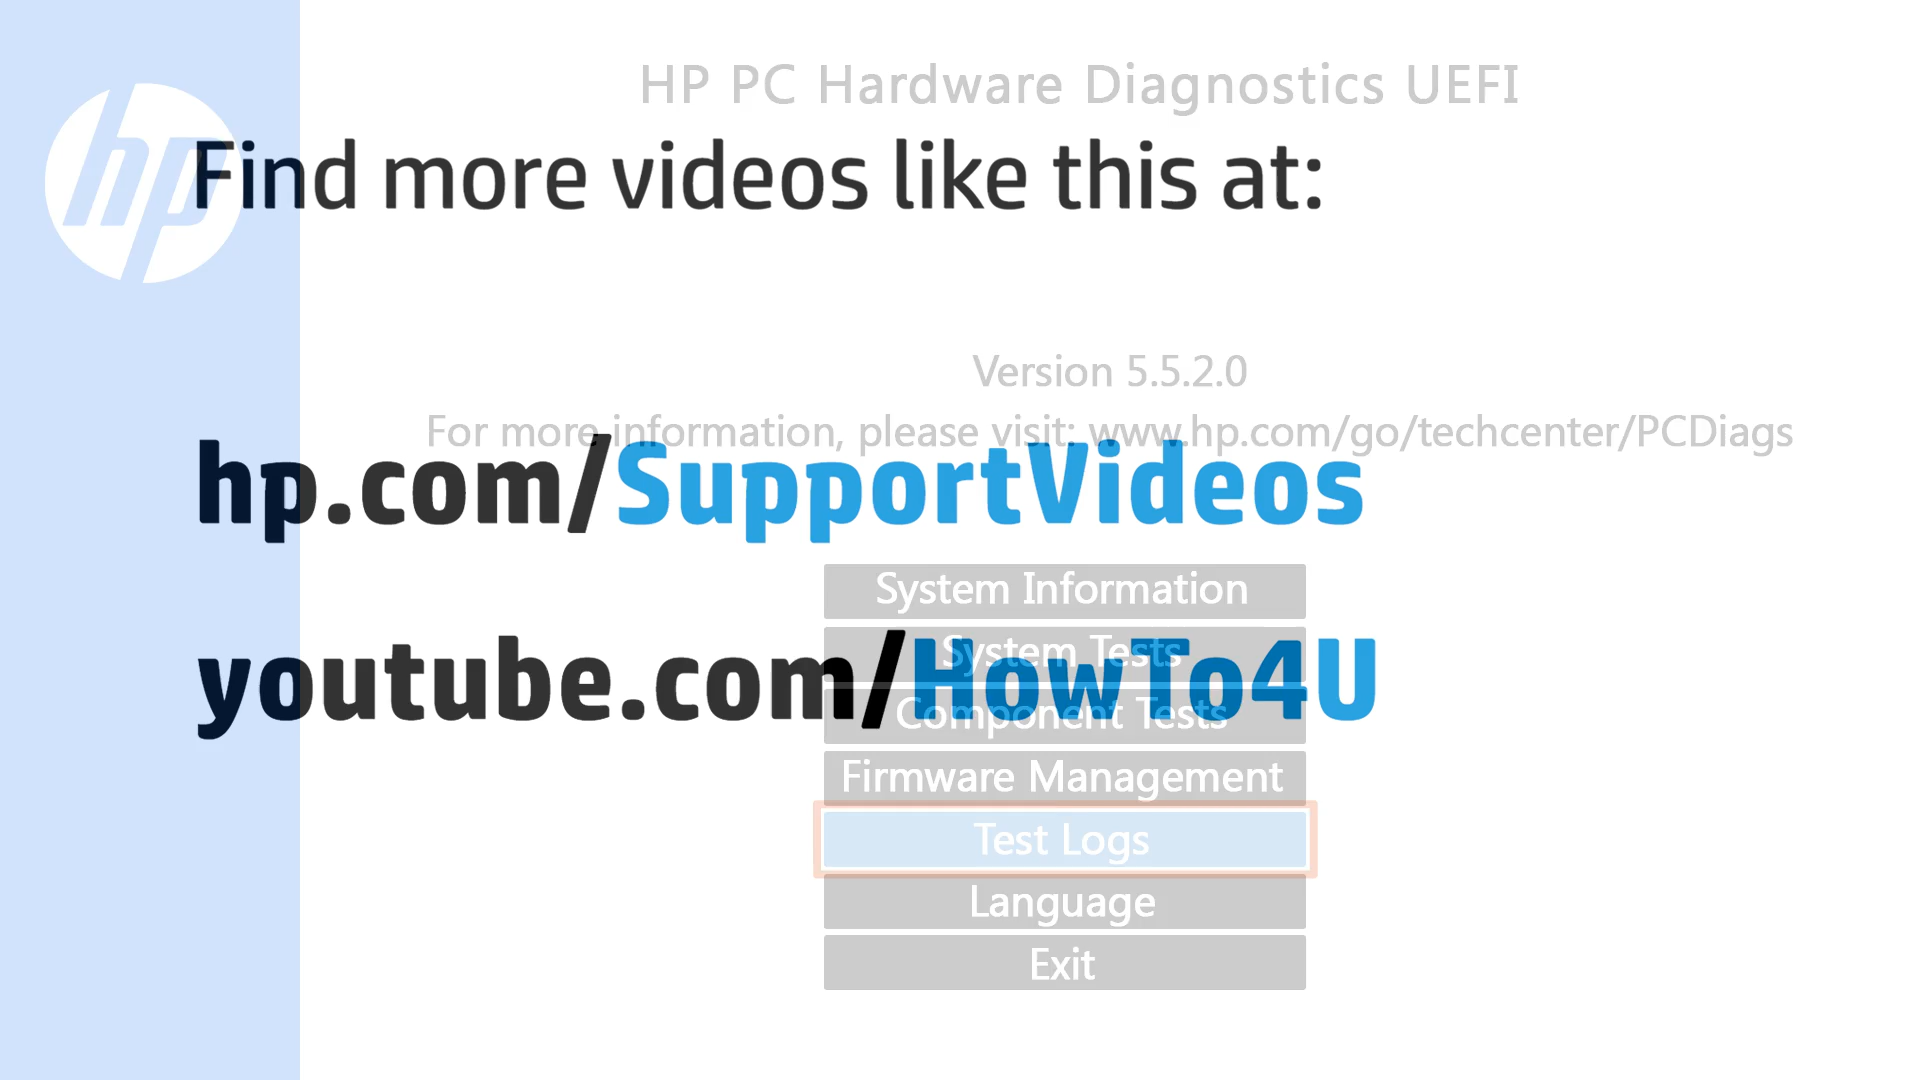 HP PC Hardware Diagnostics UEFI
hp
Find more videos like this at:
Version 5.5.2.0
For more information, please visit: www.hp.com/go/techcenter/PCDiags
hp.com/SupportVideos
System Information
System Tests
youtube.com/HowTo4U
Component Tests
Firmware Management
Test Logs
Language
Exit